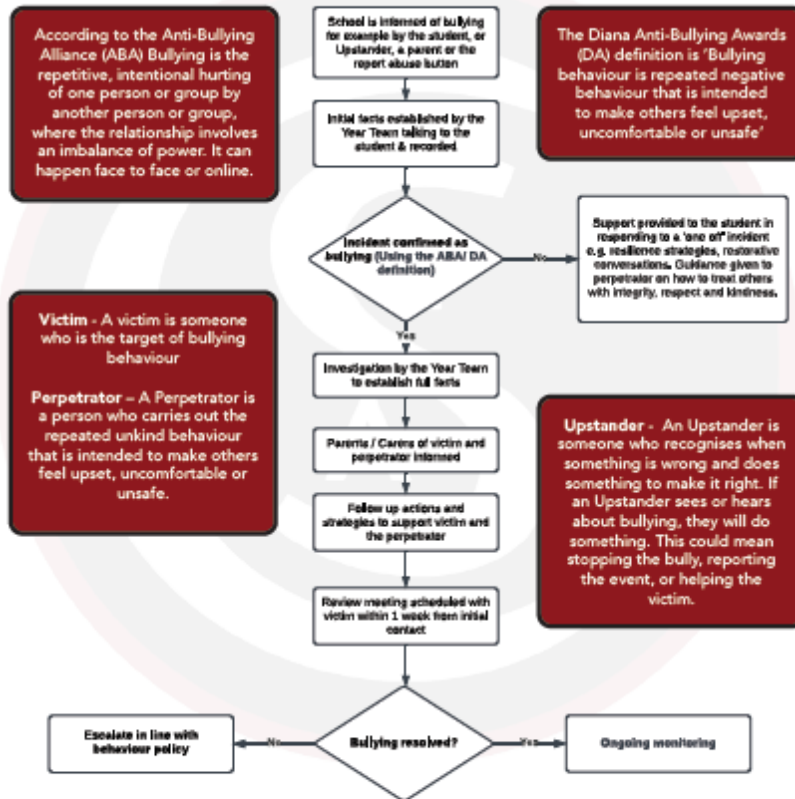 According to the Anti-Bullying
Alliance (ABA) Bullying is the
repetitive, intentional hurting
of one person or group by
another person or group,
where the relationship involves
an imbalance of power. It can
happen face to face or online.
School is informed of bullying
for example by the student, or
Upstander, a parent or the
report abuse button
The Diana Anti-Bullying Awards
(DA) definition is ‘Bullying
behaviour is repeated negative
behaviour that is intended
to make others feel upset,
uncomfortable or unsafe’
Initial facts established by the
Year Team talking to the
student & recorded
Incident confirmed as
bullying (Using the ABA/ DA
definition)
No
Support provided to the student in
responding to a ‘one off’ incident
e.g. resilience strategies, restorative
conversations. Guidance given to
perpetrator on how to treat others
with integrity, respect and kindness.
Yes
Victim - A victim is someone
who is the target of bullying
behaviour
Perpetrator – A Perpetrator is
a person who carries out the
repeated unkind behaviour
that is intended to make others
feel upset, uncomfortable or
unsafe.
Investigation by the Year Team
to establish full facts
Parents / Carers of victim and
perpetrator informed
Follow up actions and
strategies to support victim and
the perpetrator
Review meeting scheduled with
victim within 1 week from initial
contact
Upstander - An Upstander is
someone who recognises when
something is wrong and does
something to make it right. If
an Upstander sees or hears
about bullying, they will do
something. This could mean
stopping the bully, reporting
the event, or helping the
victim.
Bullying resolved?
No
Escalate in line with
behaviour policy
Yes
Ongoing monitoring